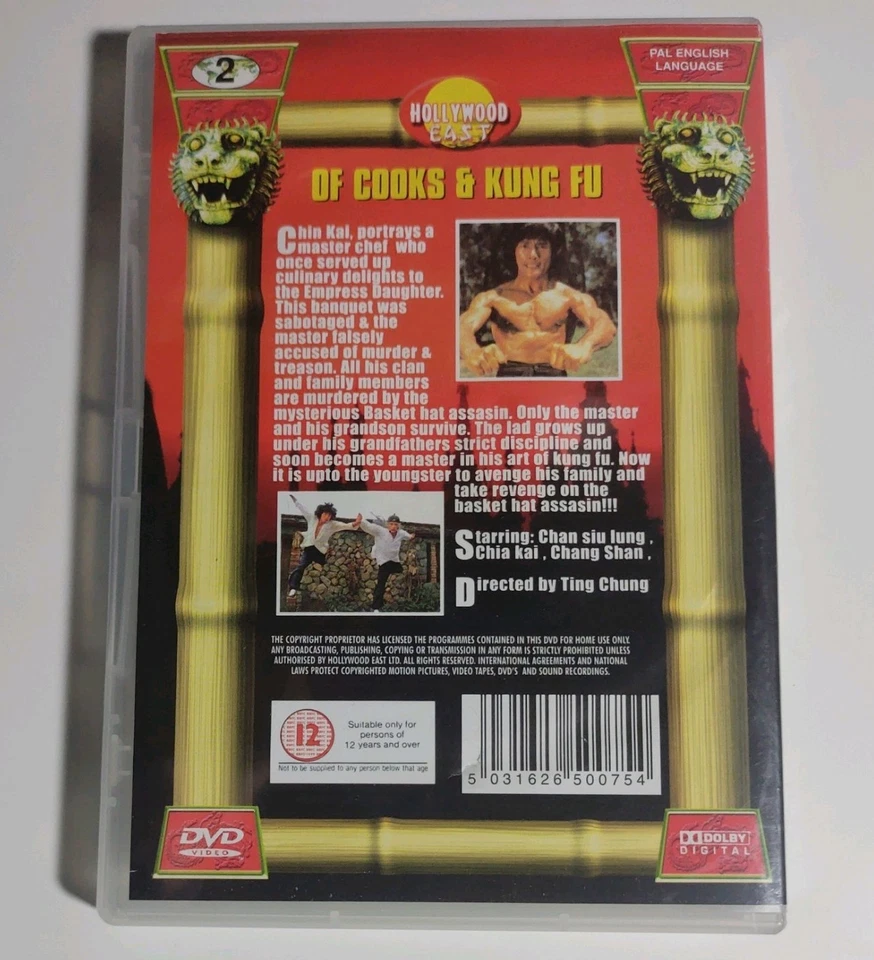 2
PAL ENGLISH
LANGUAGE
HOLLYWOOD
EAST
OF COOKS & KUNG FU
Chin Kai, portrays a
master chef who
once served up
culinary delights to
the Empress Daughter.
This banquet was
sabotaged & the
master falsely
accused of murder &
treason. All his clan
and family members
are murdered by the
mysterious Basket hat assasin. Only the master
and his grandson survive. The lad grows up
under his grandfathers strict discipline and
soon becomes a master in his art of kung fu. Now
it is upto the youngster to avenge his family and
take revenge on the
basket hat assasin!!!
Starring: Chan siu lung ,
Chia kai , Chang Shan ,
Directed by Ting Chung
THE COPYRIGHT PROPRIETOR HAS LICENSED THE PROGRAMMES CONTAINED IN THIS DVD FOR HOME USE ONLY.
ANY BROADCASTING, PUBLISHING, COPYING OR TRANSMISSION IN ANY FORM IS STRICTLY PROHIBITED UNLESS
AUTHORISED BY HOLLYWOOD EAST LTD. ALL RIGHTS RESERVED. INTERNATIONAL AGREEMENTS AND NATIONAL
LAWS PROTECT COPYRIGHTED MOTION PICTURES, VIDEO TAPES, DVD'S AND SOUND RECORDINGS.
12
Suitable only for
persons of
12 years and over
Not to be supplied to any person below that age
5 031626 500754
DVD
VIDEO
DOLBY
DIGITAL